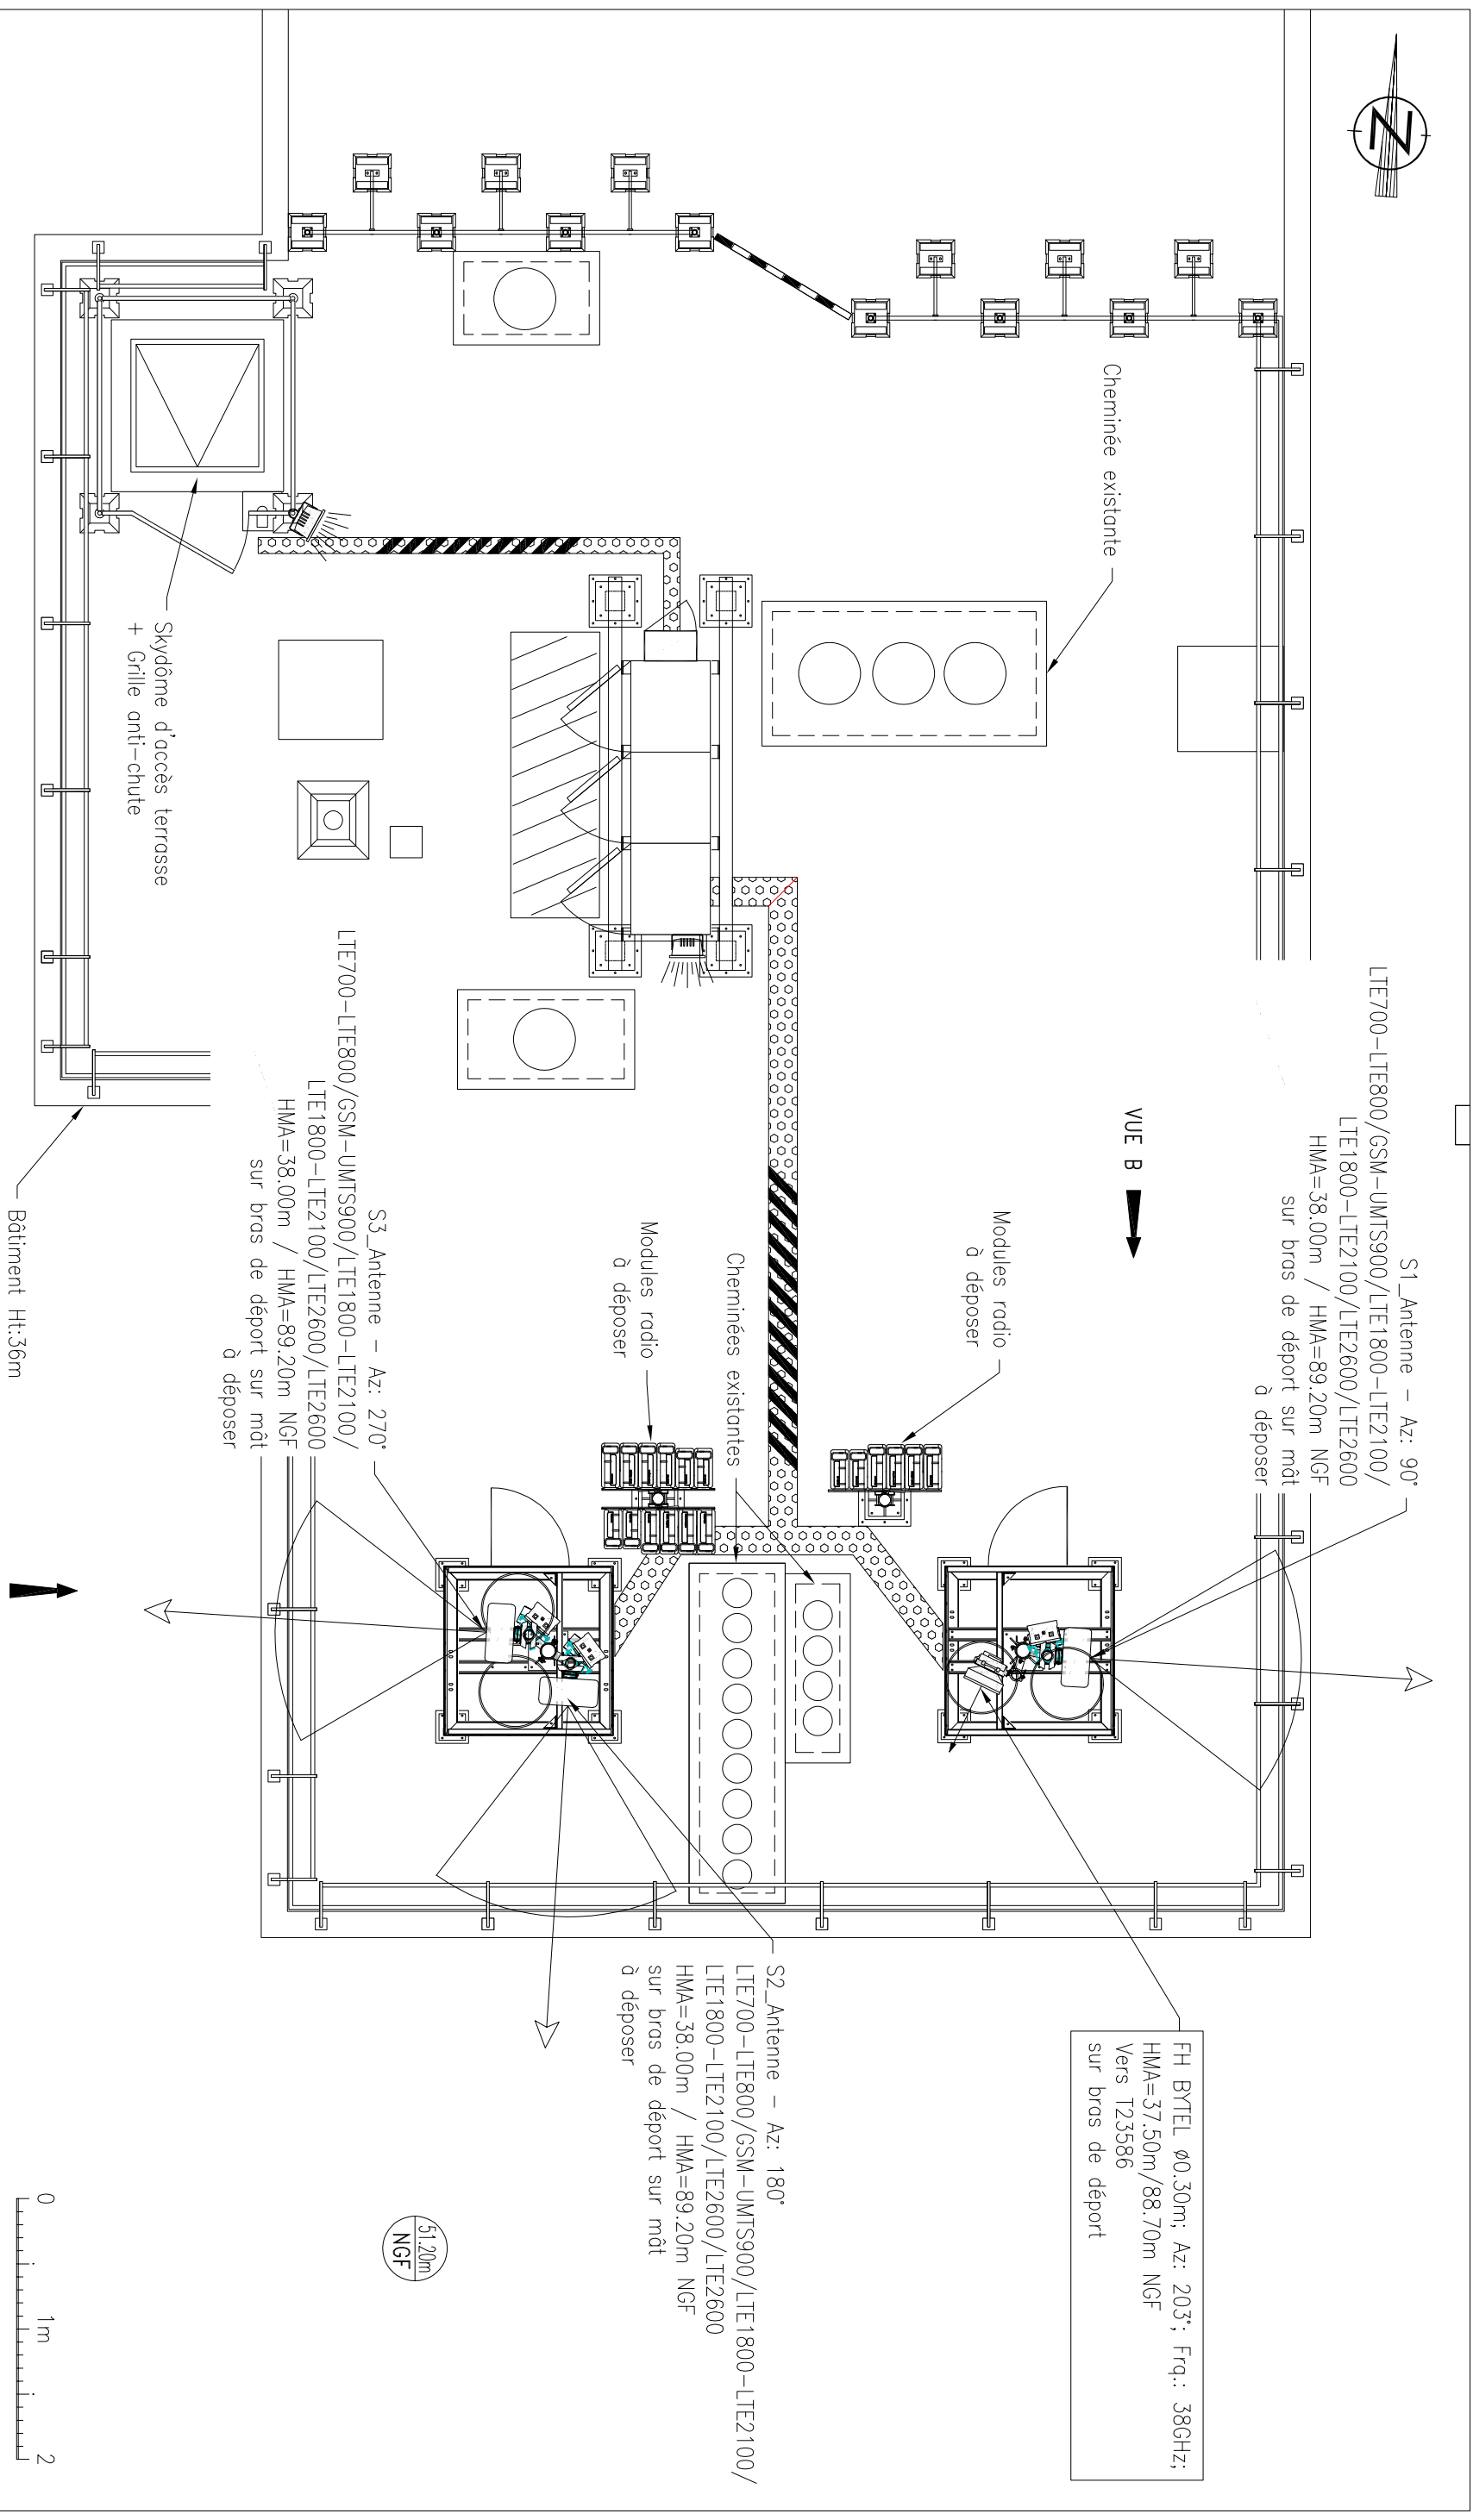 N
S1_Antenne - Az: 90°
LTE700-LTE800/GSM-UMTS900/LTE1800-LTE2100/
LTE1800-LTE2100/LTE2600/LTE2600
HMA=38.00m / HMA=89.20m NGF
sur bras de déport sur mât
à déposer
FH BYTEL ø0.30m; Az: 203°; Frq.: 38GHz;
HMA=37.50m/88.70m NGF
Vers T23586
sur bras de déport
Cheminée existante
VUE B
Modules radio
à déposer
Cheminées existantes
Modules radio
à déposer
S2_Antenne - Az: 180°
LTE700-LTE800/GSM-UMTS900/LTE1800-LTE2100/
LTE1800-LTE2100/LTE2600/LTE2600
HMA=38.00m / HMA=89.20m NGF
sur bras de déport sur mât
à déposer
S3_Antenne - Az: 270°
LTE700-LTE800/GSM-UMTS900/LTE1800-LTE2100/
LTE1800-LTE2100/LTE2600/LTE2600
HMA=38.00m / HMA=89.20m NGF
sur bras de déport sur mât
à déposer
51.20m
NGF
Skydôme d'accès terrasse
+ Grille anti-chute
Bâtiment Ht:36m
0 1m 2